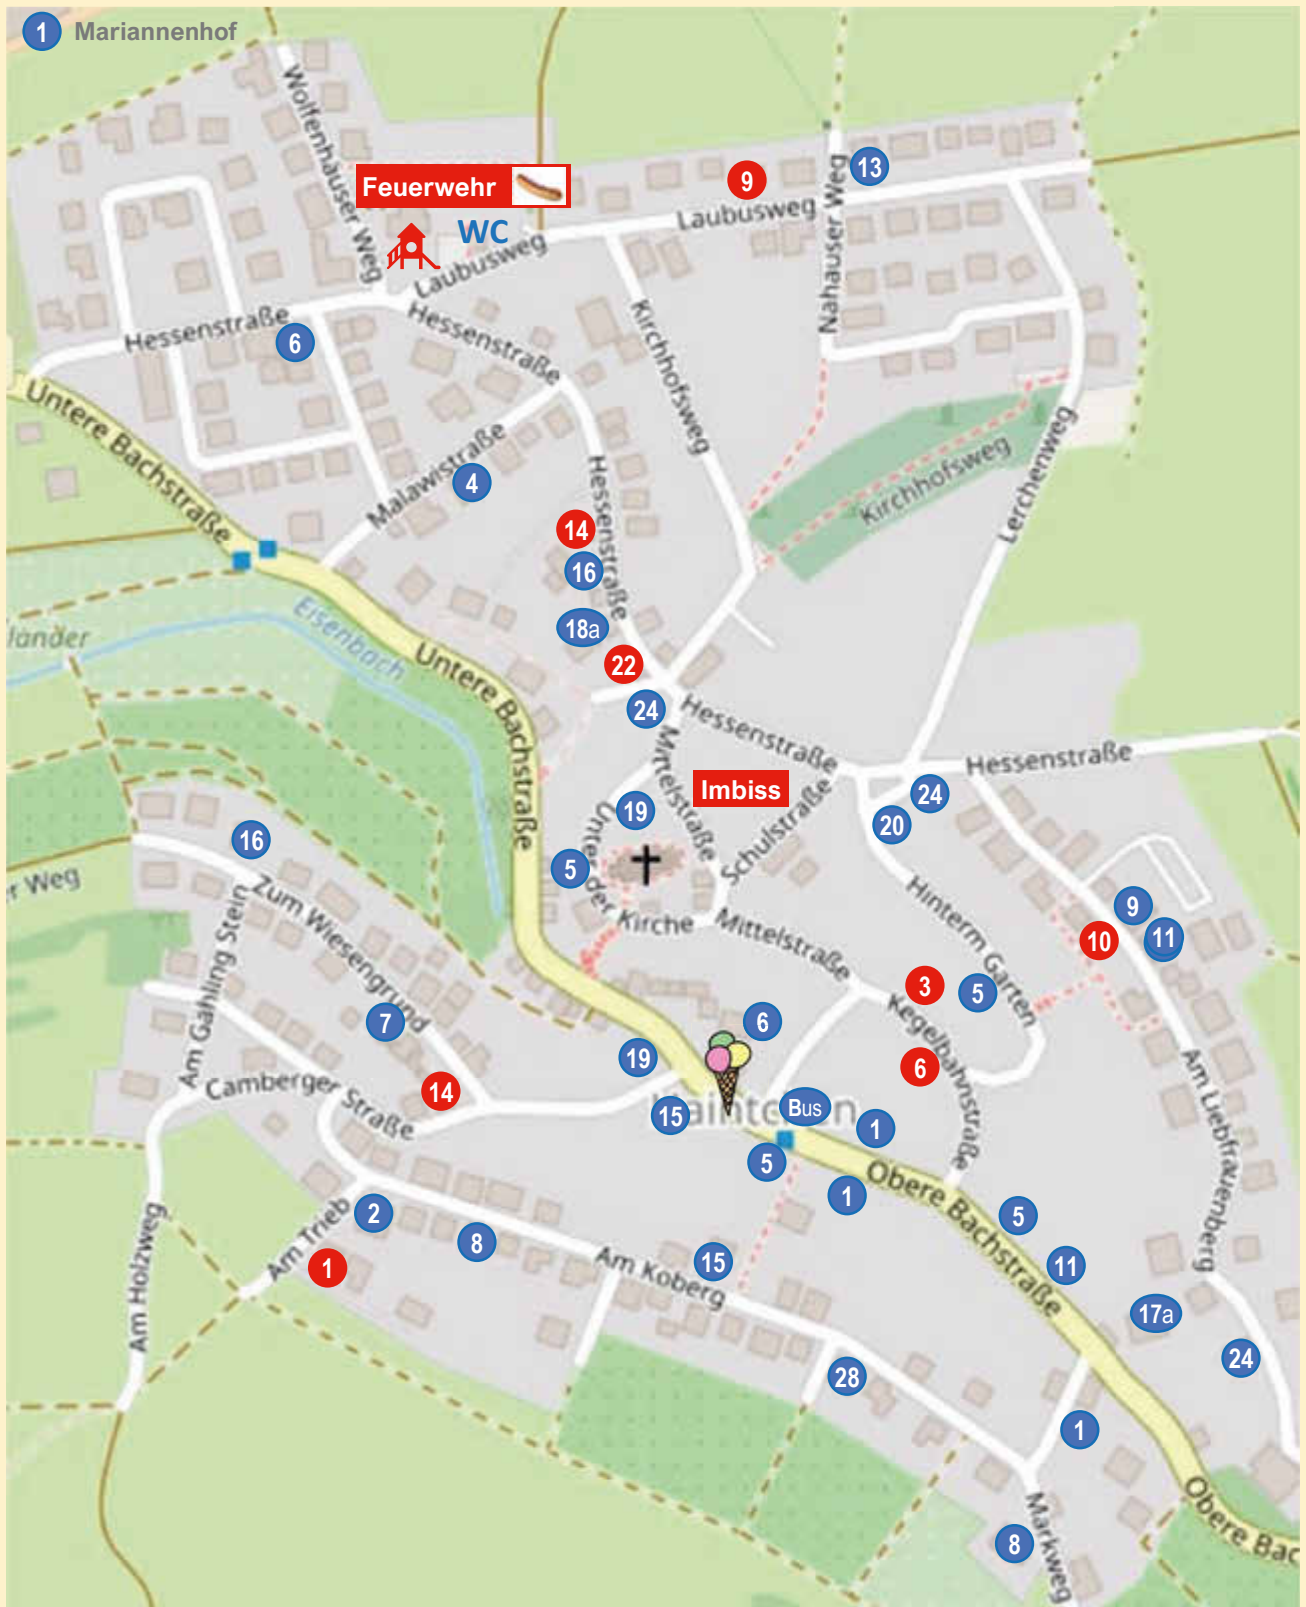 1 Mariannenhof
Wolfenhauser Weg
Feuerwehr
WC
Laubusweg
9
Laubusweg
Nahauser Weg
13
Hessenstraße
6
Hessenstraße
Kirchhofsweg
Untere Bachstraße
Malawistraße
4
Hessenstraße
Kirchhofsweg
Lerchenweg
14
16
18a
22
24
Eisenbach
länder
Untere Bachstraße
Hessenstraße
Hessenstraße
Mittelstraße
Imbiss
Schulstraße
19
24
20
Unter der Kirche
5
16
r Weg
Zum Wiesengrund
Am Gähling Stein
Hinterm Garten
9
11
10
Mittelstraße
3
5
Kegelbahnstraße
6
7
6
19
14
Camberger Straße
15
Bus
1
5
1
Obere Bachstraße
Am Liebfrauenberg
5
11
17a
24
Am Holzweg
Am Trieb
2
8
1
Am Koberg
15
28
1
Markweg
8
Obere Bac